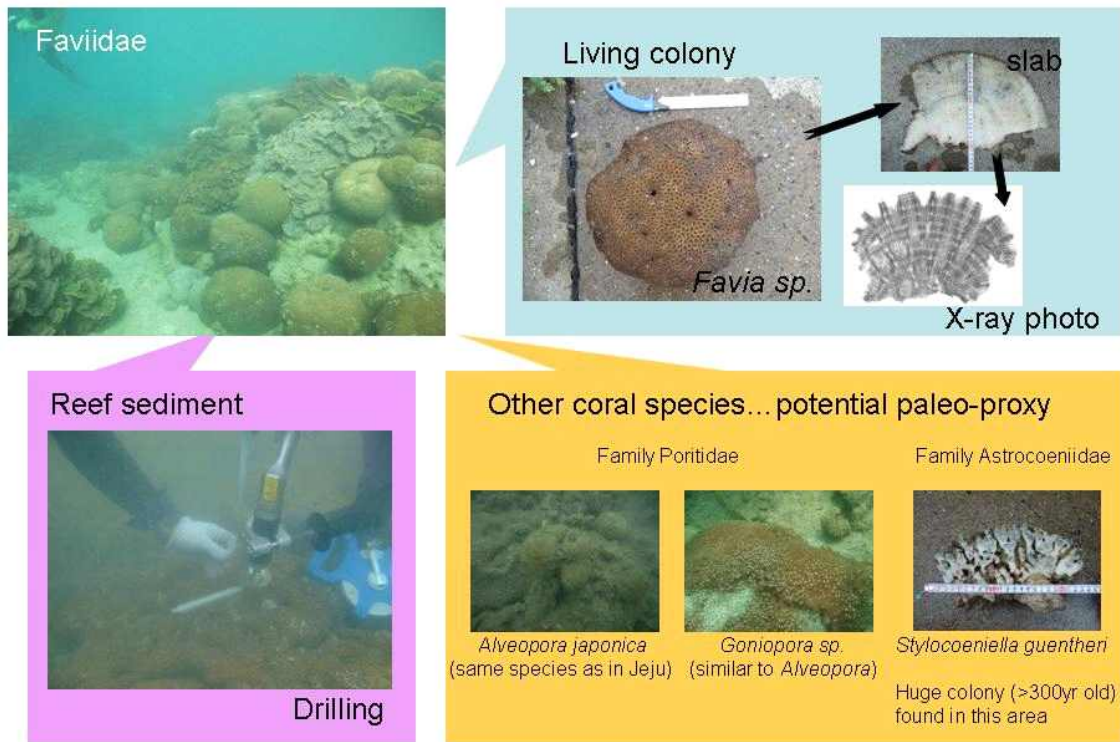 Faviidae
Living colony
slab
Favia sp.
X-ray photo
Reef sediment
Drilling
Other coral species...potential paleo-proxy
Family Poritidae
Family Astrocoeniidae
Alveopora japonica
(same species as in Jeju)
Goniopora sp.
(similar to Alveopora)
Stylocoeniella guentheri
Huge colony (>300yr old)
found in this area